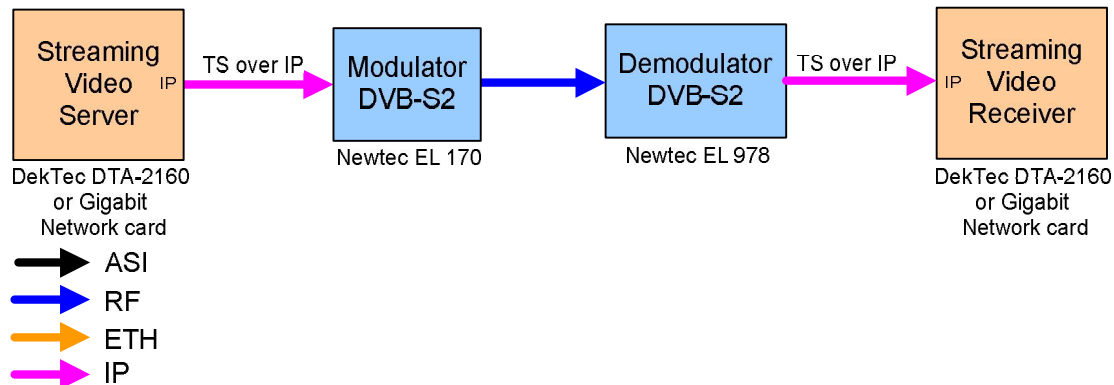 Streaming
Video
Server
IP
TS over IP
Modulator
DVB-S2
Demodulator
DVB-S2
TS over IP
IP
Streaming
Video
Receiver
DekTec DTA-2160
or Gigabit
Network card
Newtec EL 170
Newtec EL 978
DekTec DTA-2160
or Gigabit
Network card
ASI
RF
ETH
IP